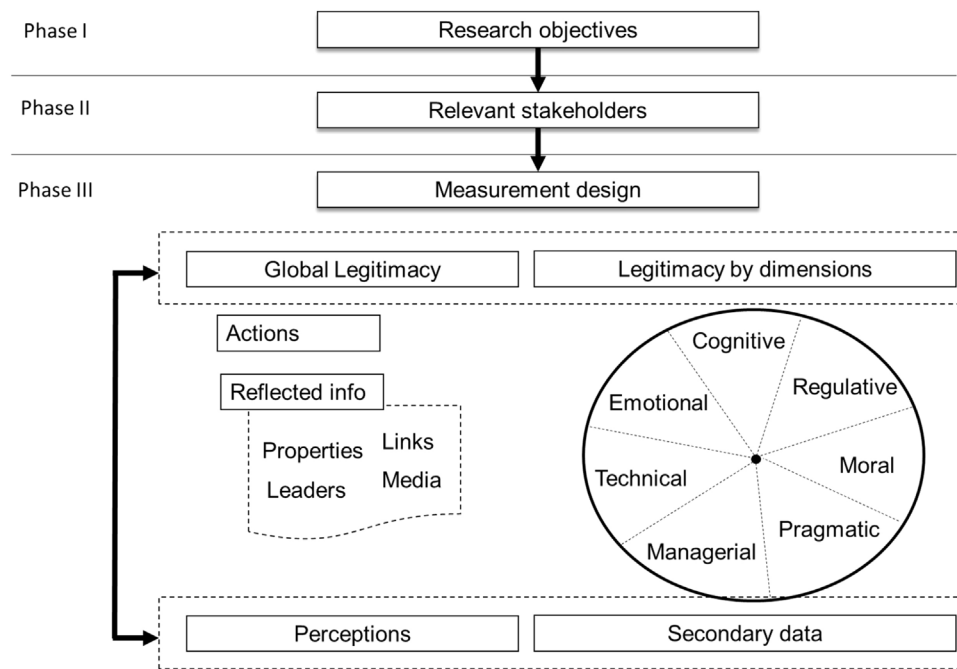 Phase I
Research objectives
Phase II
Relevant stakeholders
Phase III
Measurement design
Global Legitimacy
Legitimacy by dimensions
Actions
Reflected info
Properties
Links
Leaders
Media
Cognitive
Regulative
Emotional
Moral
Technical
Pragmatic
Managerial
Perceptions
Secondary data